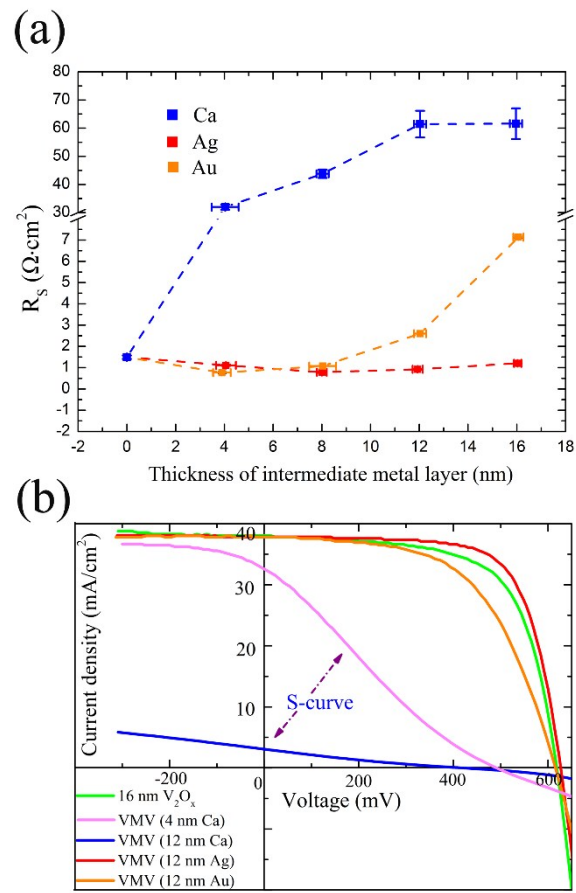 (a)
80
70
60
50
40
30
7
6
5
4
3
2
1
0
-1
-2
R_S (Ω·cm²)
Ca
Ag
Au
-2 0 2 4 6 8 10 12 14 16 18
Thickness of intermediate metal layer (nm)
(b)
Current density (mA/cm²)
40
30
20
10
0
S-curve
-200 0 200 400 600
Voltage (mV)
16 nm V₂Oₓ
VMV (4 nm Ca)
VMV (12 nm Ca)
VMV (12 nm Ag)
VMV (12 nm Au)